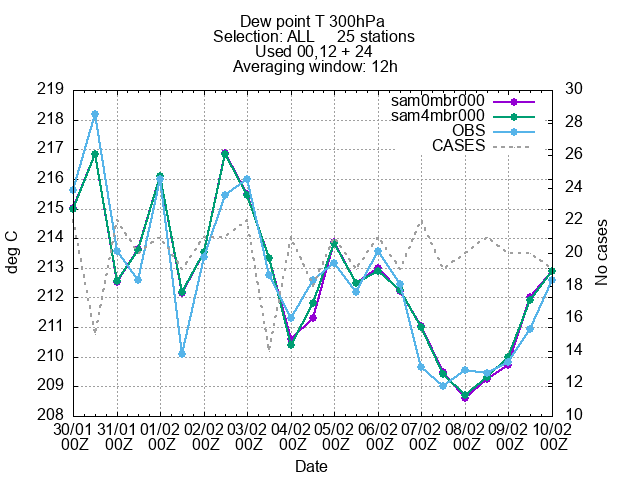 Dew point T 300hPa
Selection: ALL 25 stations
Used 00,12 + 24
Averaging window: 12h
219 30
218 28
217 26
216 24
215 22
214 20
213 18
212 16
211 14
210 12
209 10
208
sam0mbr000
sam4mbr000
OBS
CASES
deg C
No cases
30/01 31/01 01/02 02/02 03/02 04/02 05/02 06/02 07/02 08/02 09/02 10/02
00Z 00Z 00Z 00Z 00Z 00Z 00Z 00Z 00Z 00Z 00Z 00Z
Date